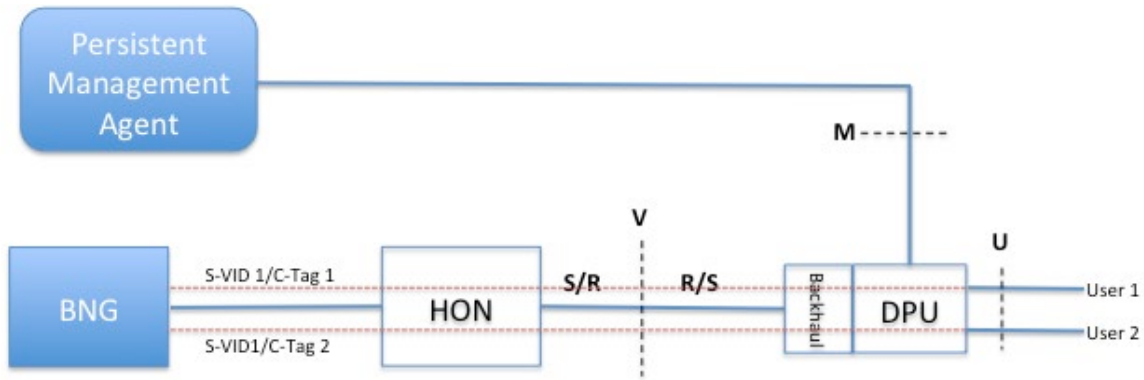 Persistent
Management
Agent
M
V
U
S-VID 1/C-Tag 1
S/R
R/S
User 1
BNG
HON
Backhaul
DPU
User 2
S-VID1/C-Tag 2